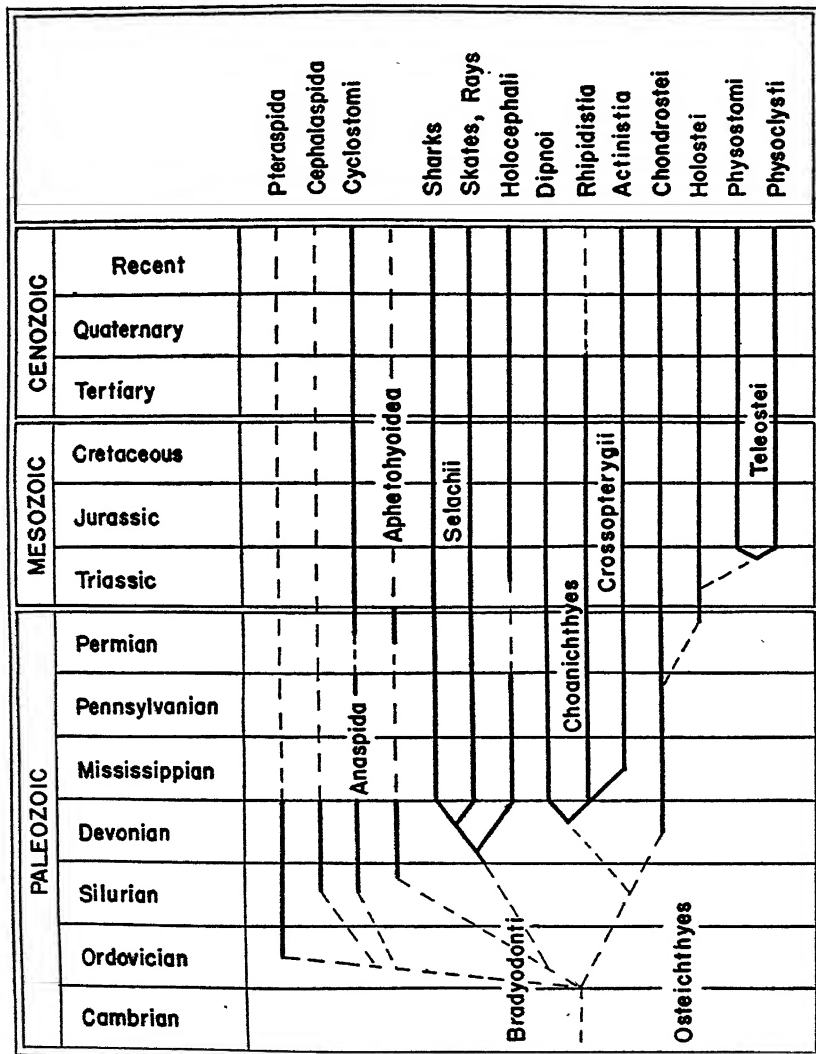 Pteraspida
Cephalaspida
Cyclostomi
Sharks
Skates, Rays
Holocephali
Dipnoi
Rhipidistia
Actinistia
Chondrostei
Holostei
Physostomi
Physoclysti
CENOZOIC
Recent
Quaternary
Tertiary
MESOZOIC
Cretaceous
Jurassic
Triassic
PALEOZOIC
Permian
Pennsylvanian
Mississippian
Devonian
Silurian
Ordovician
Cambrian
Aphetohyoidea
Selachii
Crossopterygii
Teleostei
Choanichthyes
Anaspida
Bradyodonti
Osteichthyes